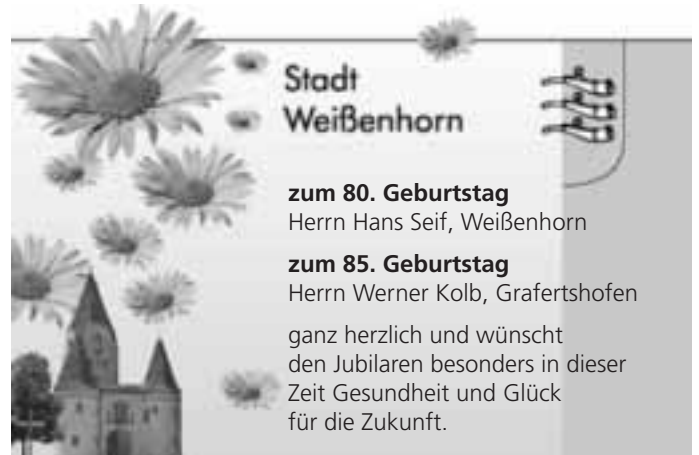 Stadt
Weißenhorn
zum 80. Geburtstag
Herrn Hans Seif, Weißenhorn
zum 85. Geburtstag
Herrn Werner Kolb, Grafertshofen
ganz herzlich und wünscht
den Jubilaren besonders in dieser
Zeit Gesundheit und Glück
für die Zukunft.